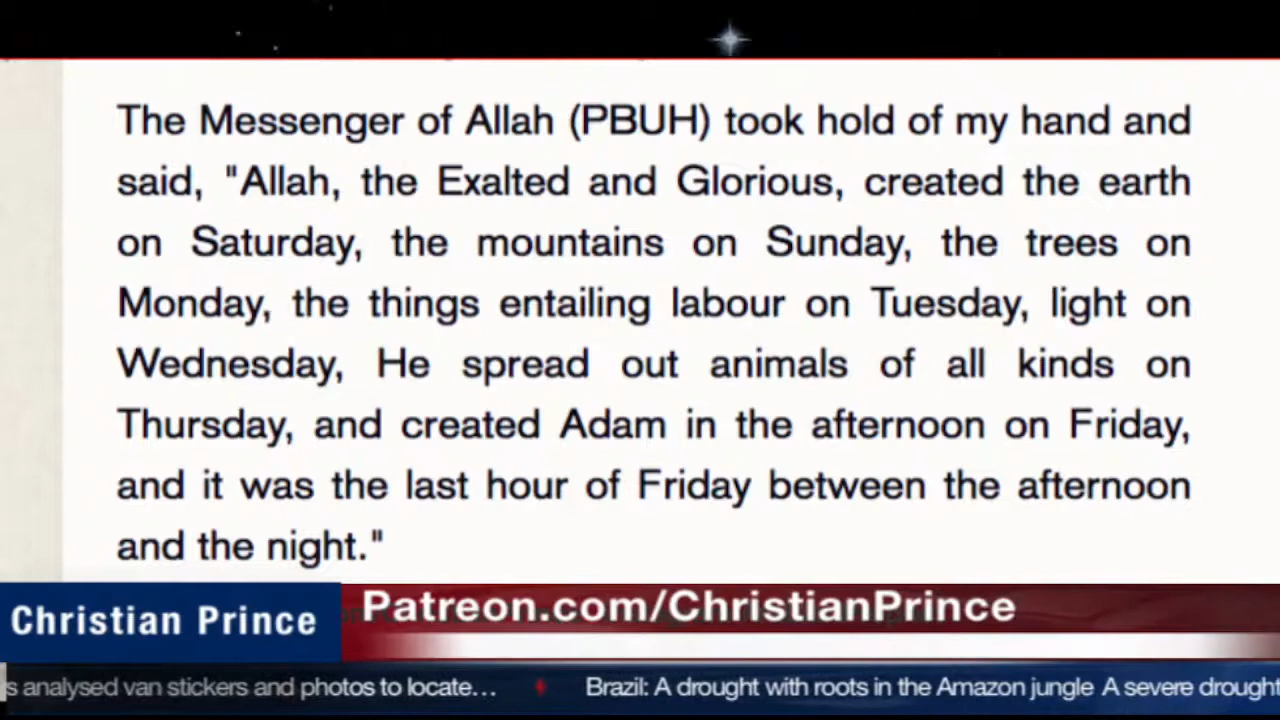 The Messenger of Allah (PBUH) took hold of my hand and
said, "Allah, the Exalted and Glorious, created the earth
on Saturday, the mountains on Sunday, the trees on
Monday, the things entailing labour on Tuesday, light on
Wednesday, He spread out animals of all kinds on
Thursday, and created Adam in the afternoon on Friday,
and it was the last hour of Friday between the afternoon
and the night."
Christian Prince
Patreon.com/ChristianPrince
s analysed van stickers and photos to locate... Brazil: A drought with roots in the Amazon jungle A severe drought